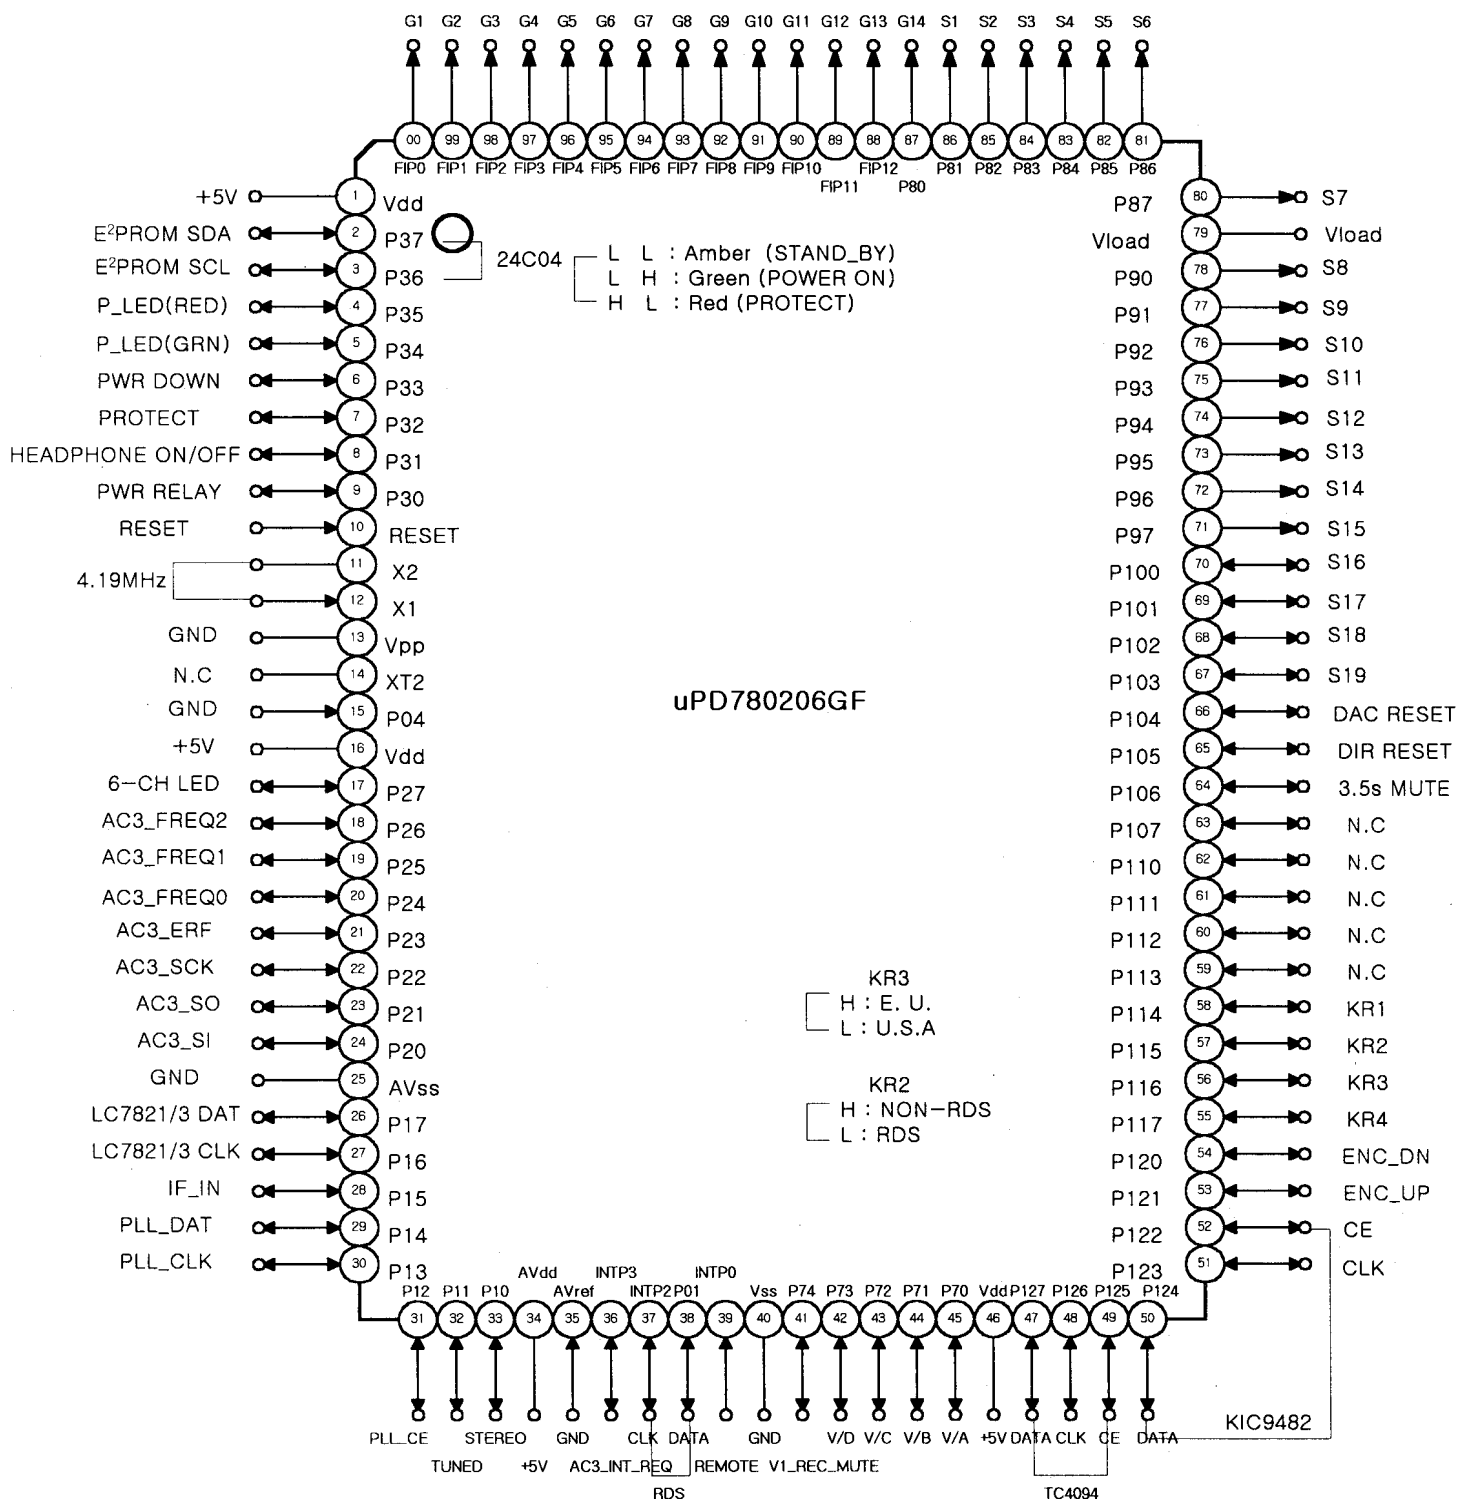 G1 G2 G3 G4 G5 G6 G7 G8 G9 G10 G11 G12 G13 G14 S1 S2 S3 S4 S5 S6
00 99 98 97 96 95 94 93 92 91 90 89 88 87 86 85 84 83 82 81
FIP0 FIP1 FIP2 FIP3 FIP4 FIP5 FIP6 FIP7 FIP8 FIP9 FIP10 FIP12 P81 P82 P83 P84 P85 P86
FIP11 P80
+5V 1 Vdd P87 80 S7
E²PROM SDA 2 P37 Vload 79 Vload
E²PROM SCL 3 P36 P90 78 S8
24C04
L L : Amber (STAND_BY)
L H : Green (POWER ON)
H L : Red (PROTECT)
P_LED(RED) 4 P35 P91 77 S9
P_LED(GRN) 5 P34 P92 76 S10
PWR DOWN 6 P33 P93 75 S11
PROTECT 7 P32 P94 74 S12
HEADPHONE ON/OFF 8 P31 P95 73 S13
PWR RELAY 9 P30 P96 72 S14
RESET 10 RESET P97 71 S15
11 X2 P100 70 S16
4.19MHz
12 X1 P101 69 S17
GND 13 Vpp P102 68 S18
N.C 14 XT2 P103 67 S19
uPD780206GF
GND 15 P04 P104 66 DAC RESET
+5V 16 Vdd P105 65 DIR RESET
6-CH LED 17 P27 P106 64 3.5s MUTE
AC3_FREQ2 18 P26 P107 63 N.C
AC3_FREQ1 19 P25 P110 62 N.C
AC3_FREQ0 20 P24 P111 61 N.C
AC3_ERF 21 P23 P112 60 N.C
AC3_SCK 22 P22 P113 59 N.C
KR3
H : E. U.
L : U.S.A
AC3_SO 23 P21 P114 58 KR1
AC3_SI 24 P20 P115 57 KR2
GND 25 AVss P116 56 KR3
KR2
H : NON-RDS
L : RDS
LC7821/3 DAT 26 P17 P117 55 KR4
LC7821/3 CLK 27 P16 P120 54 ENC_DN
IF_IN 28 P15 P121 53 ENC_UP
PLL_DAT 29 P14 P122 52 CE
PLL_CLK 30 P13 P123 51 CLK
AVdd INTP3 INTP0
P12 P11 P10 AVref INTP2 P01 Vss P74 P73 P72 P71 P70 Vdd P127 P126 P125 P124
31 32 33 34 35 36 37 38 39 40 41 42 43 44 45 46 47 48 49 50
KIC9482
PLL_CE STEREO GND CLK DATA GND V/D V/C V/B V/A +5V DATA CLK CE DATA
TUNED +5V AC3_INT_REQ REMOTE V1_REC_MUTE
RDS TC4094